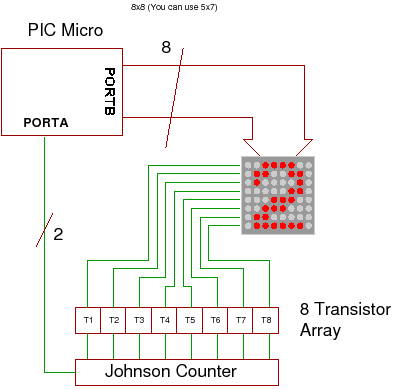 8x8 (You can use 5x7)
PIC Micro
8
PORTB
PORTA
2
T1 T2 T3 T4 T5 T6 T7 T8
8 Transistor
Array
Johnson Counter